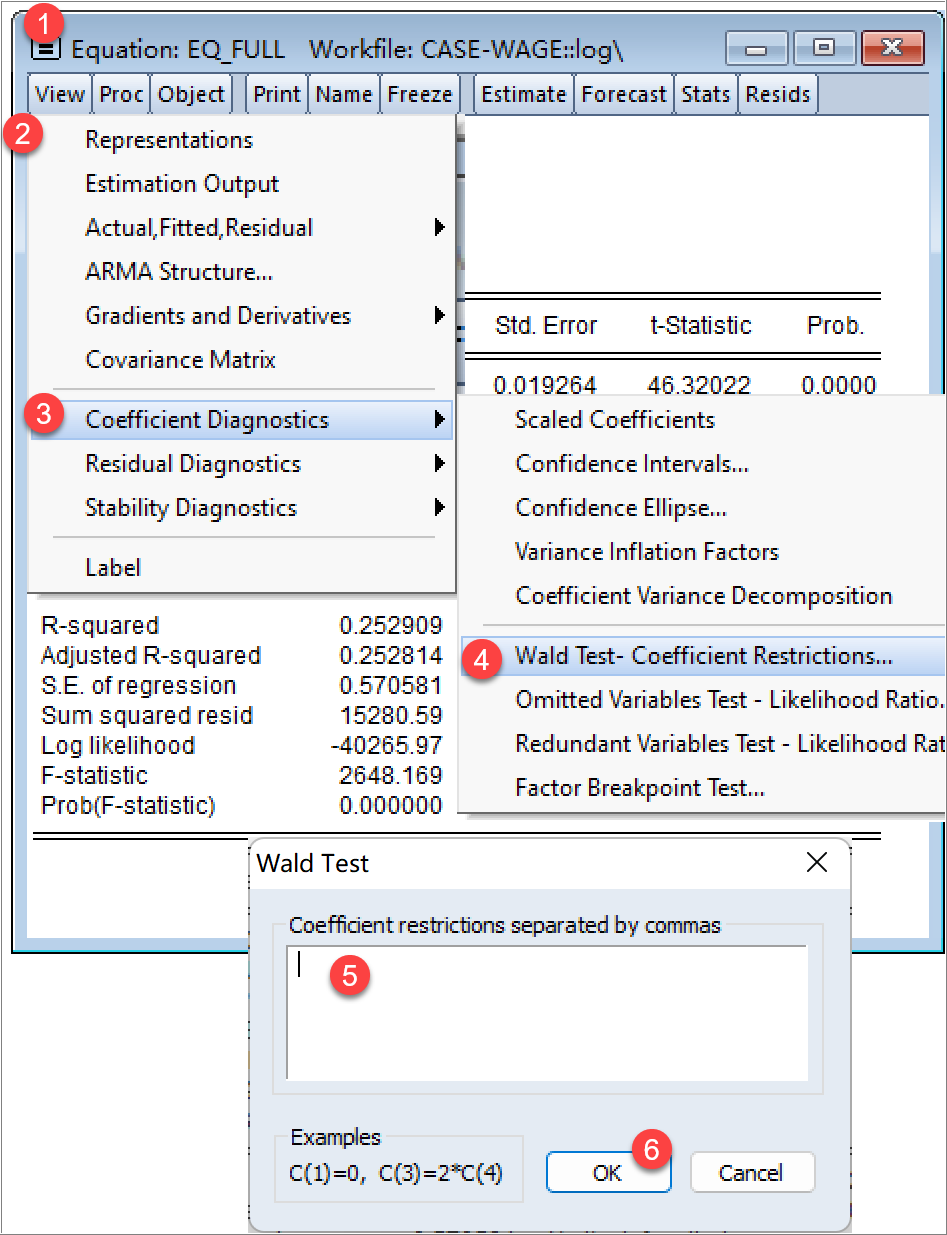 1
Equation: EQ_FULL Workfile: CASE-WAGE::log\
View Proc Object Print Name Freeze Estimate Forecast Stats Resids
2
Representations
Estimation Output
Actual,Fitted,Residual
ARMA Structure...
Gradients and Derivatives
Covariance Matrix
3
Coefficient Diagnostics
Residual Diagnostics
Stability Diagnostics
Label
Std. Error t-Statistic Prob.
0.019264 46.32022 0.0000
Scaled Coefficients
Confidence Intervals...
Confidence Ellipse...
Variance Inflation Factors
Coefficient Variance Decomposition
4
Wald Test- Coefficient Restrictions...
Omitted Variables Test - Likelihood Ratio.
Redundant Variables Test - Likelihood Rat
Factor Breakpoint Test...
R-squared 0.252909
Adjusted R-squared 0.252814
S.E. of regression 0.570581
Sum squared resid 15280.59
Log likelihood -40265.97
F-statistic 2648.169
Prob(F-statistic) 0.000000
Wald Test
Coefficient restrictions separated by commas
5
Examples
C(1)=0, C(3)=2*C(4)
6
OK
Cancel